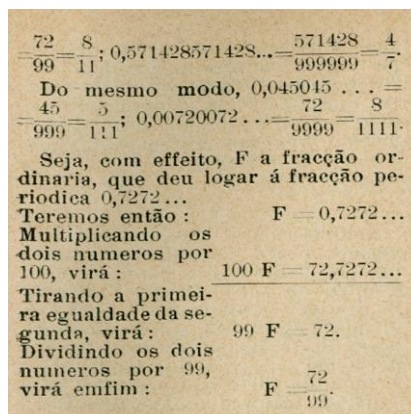 =72/99=8/11; 0,571428571428...=571428/999999=4/7.
Do mesmo modo, 0,045045 ... =
=45/999=5/111; 0,00720072...=72/9999=8/1111.
Seja, com effeito, F a fracção or-
dinaria, que deu logar á fracção pe-
riodica 0,7272...
Teremos então : F = 0,7272...
Multiplicando os
dois numeros por
100, virá : 100 F = 72,7272...
Tirando a primei-
ra egualdade da se-
gunda, virá : 99 F = 72.
Dividindo os dois
numeros por 99,
virá emfim : F = 72/99.